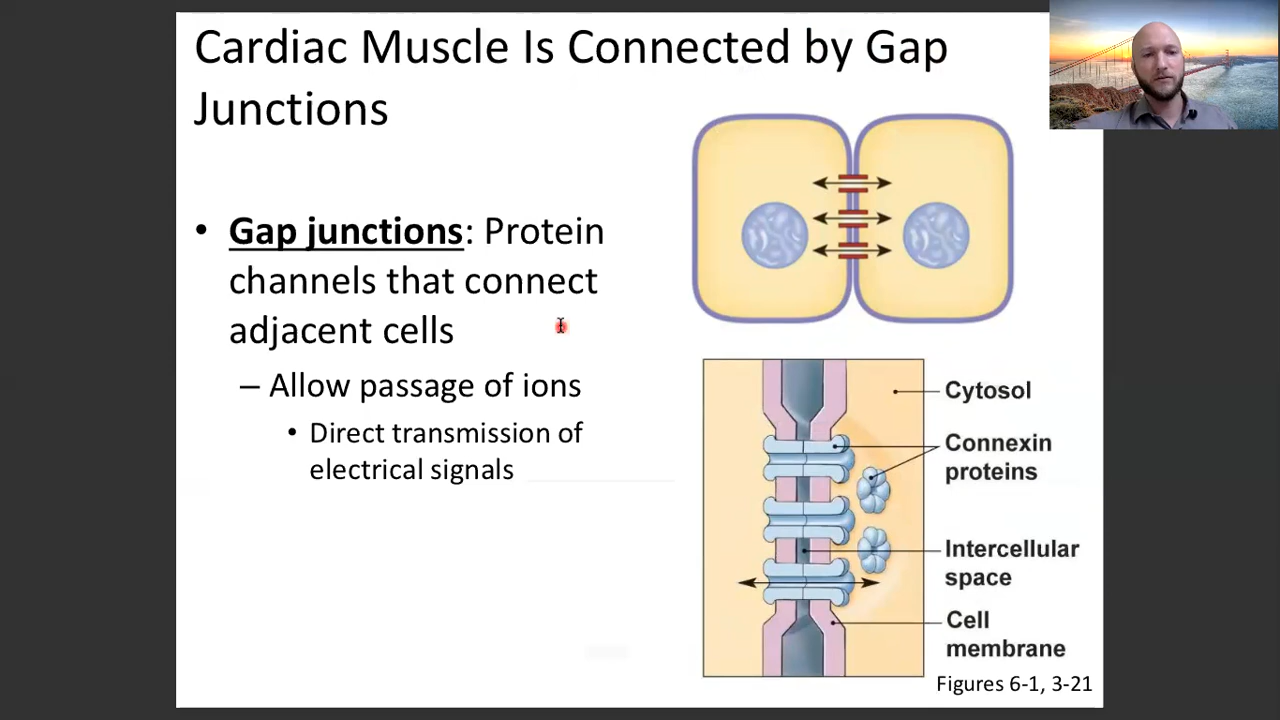 Cardiac Muscle Is Connected by Gap
Junctions
• Gap junctions: Protein
channels that connect
adjacent cells
– Allow passage of ions
• Direct transmission of
electrical signals
Cytosol
Connexin
proteins
Intercellular
space
Cell
membrane
Figures 6-1, 3-21